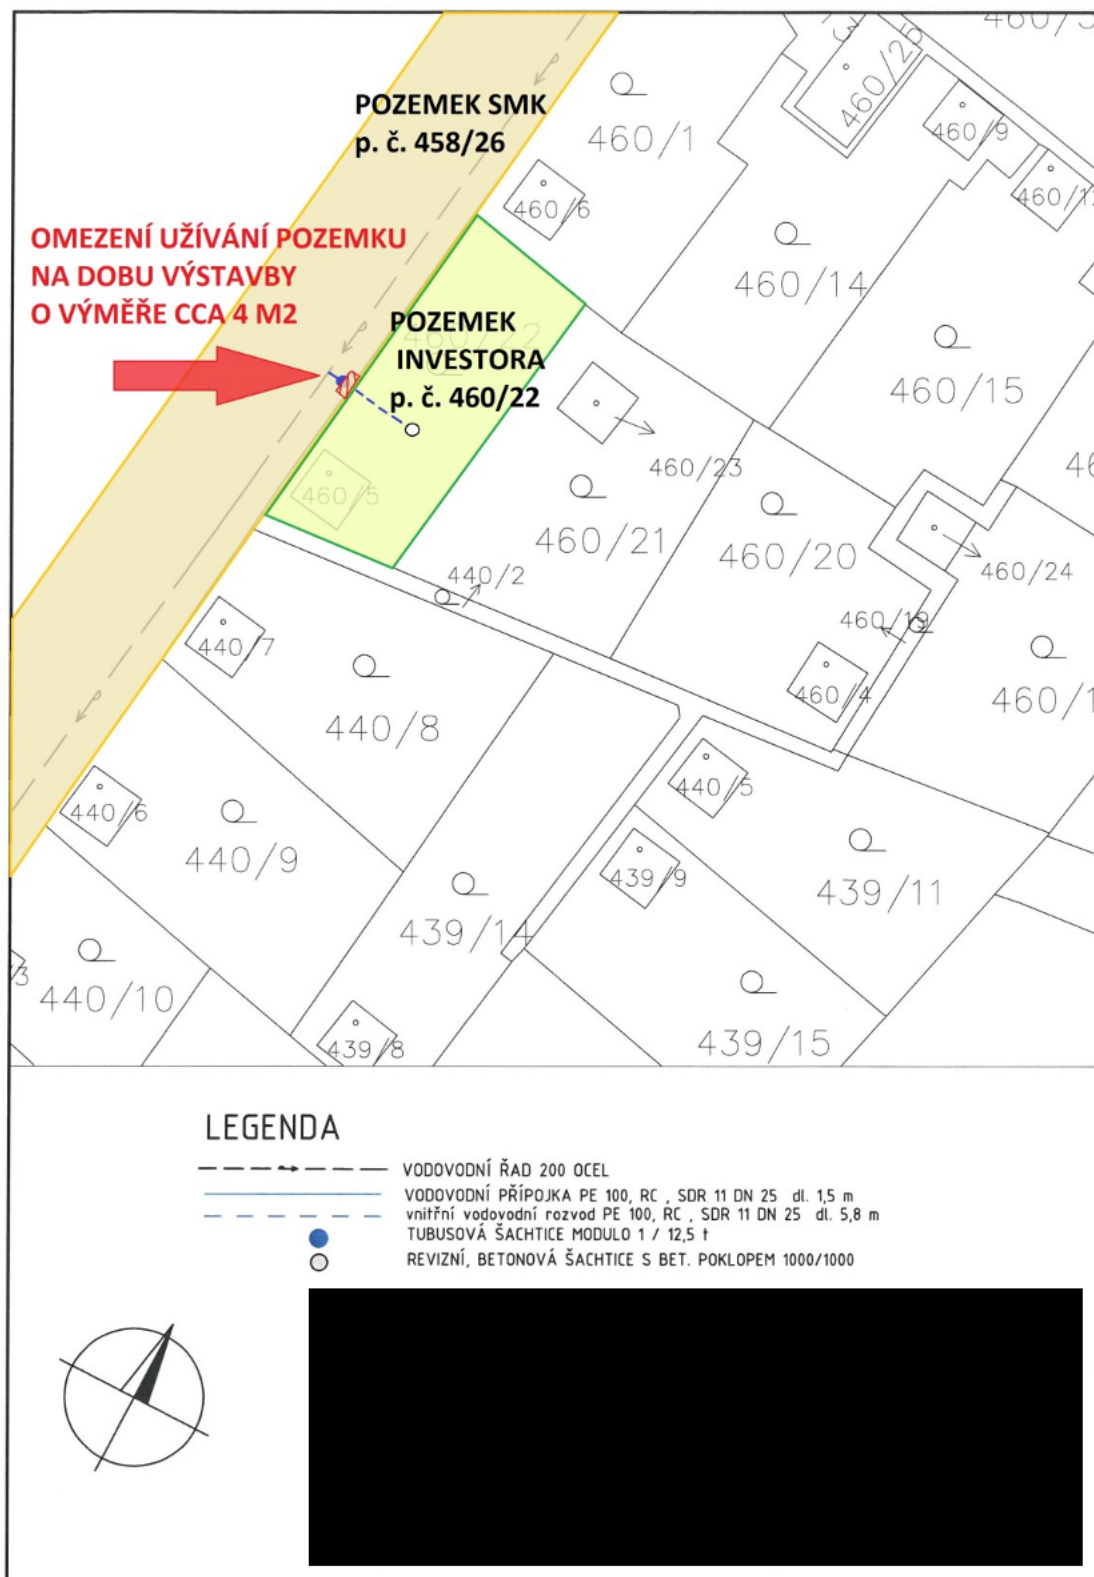 460/25
POZEMEK SMK
p. č. 458/26
460/1
460/9
460/6
OMEZENÍ UŽÍVÁNÍ POZEMKU
NA DOBU VÝSTAVBY
O VÝMĚŘE CCA 4 M2
460/14
POZEMEK
INVESTORA
p. č. 460/22
460/22
460/15
460/23
460/5
460/21
460/20
460/24
440/2
460/19
440/7
460/4
440/8
440/5
440/6
440/9
439/9
439/11
439/14
440/10
439/8
439/15
LEGENDA
VODOVODNÍ ŘAD 200 OCEL
VODOVODNÍ PŘÍPOJKA PE 100, RC , SDR 11 DN 25 dl. 1,5 m
vnitřní vodovodní rozvod PE 100, RC , SDR 11 DN 25 dl. 5,8 m
TUBUSOVÁ ŠACHTICE MODULO 1 / 12,5 t
REVIZNÍ, BETONOVÁ ŠACHTICE S BET. POKLOPEM 1000/1000